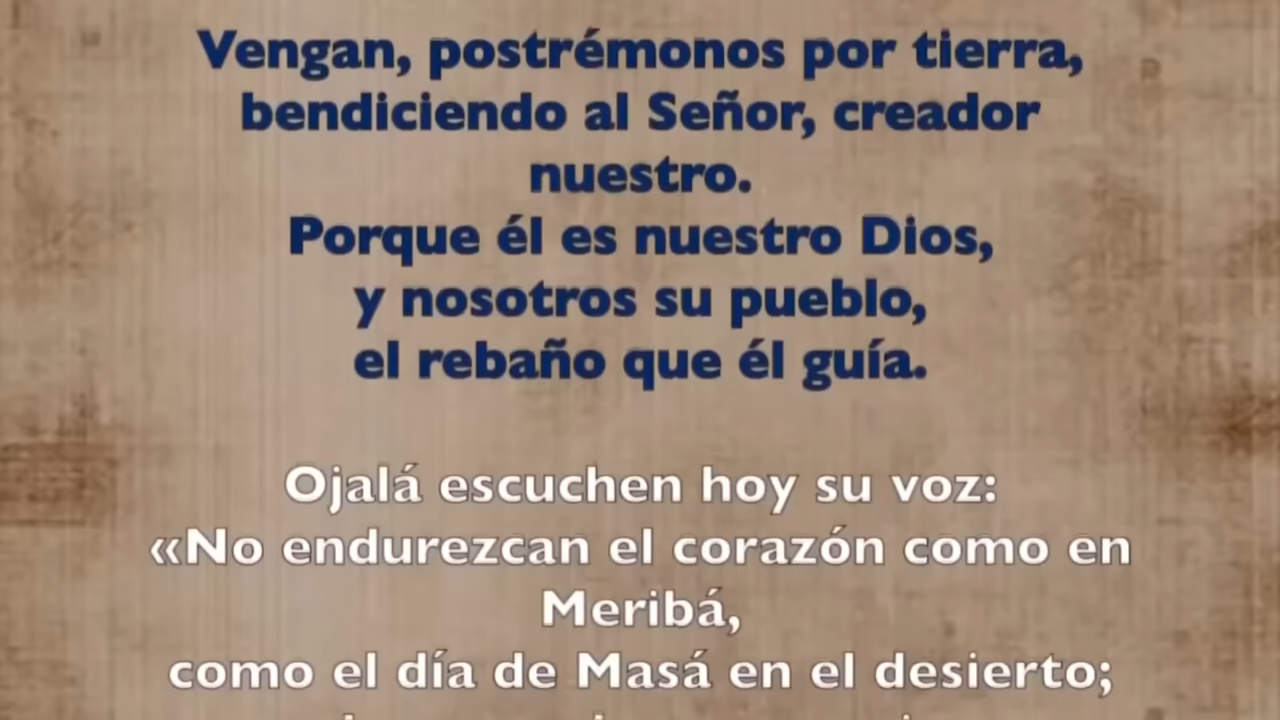 Vengan, postrémonos por tierra,
bendiciendo al Señor, creador
nuestro.
Porque él es nuestro Dios,
y nosotros su pueblo,
el rebaño que él guía.
Ojalá escuchen hoy su voz:
«No endurezcan el corazón como en
Meribá,
como el día de Masá en el desierto;